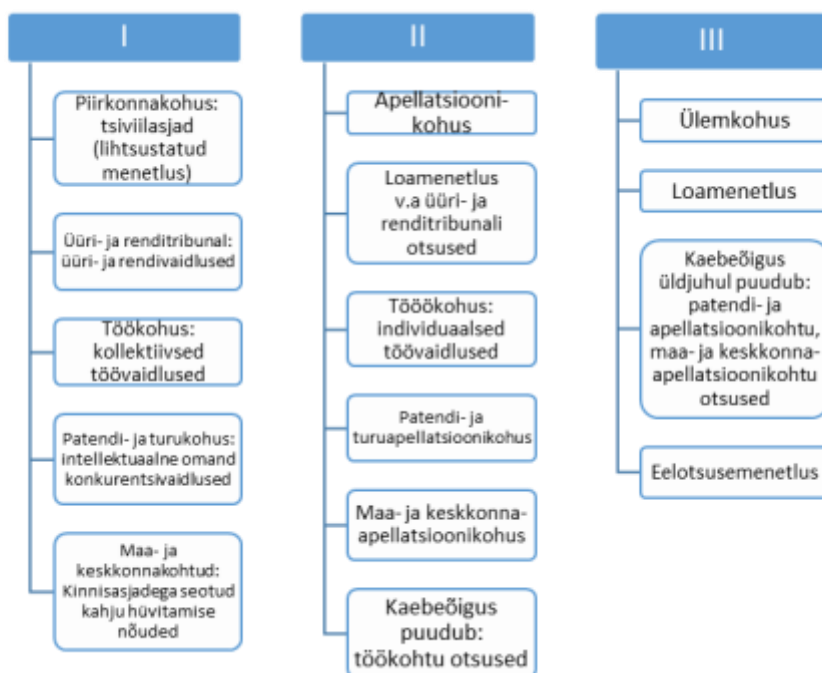 I
Piirkonnakohus:
tsiviilasjad
(lihtsustatud
menetlus)
Üüri- ja renditribunal:
üüri- ja rendivaidlused
Töökohus:
kollektiivsed
töövaidlused
Patendi- ja turukohus:
intellektuaalne omand
konkurentsivaidlused
Maa- ja
keskkonnakohtud:
Kinnisasjadega seotud
kahju hüvitamise
nõuded
II
Apellatsiooni-
kohus
Loamenetlus
v.a üüri- ja
renditribunali
otsused
Tööökohus:
individuaalsed
töövaidlused
Patendi- ja
turuapellatsioonikohus
Maa- ja keskkonna-
apellatsioonikohus
Kaebeõigus
puudub:
töökohtu otsused
III
Ülemkohus
Loamenetlus
Kaebeõigus
üldjuhul puudub:
patendi- ja
apellatsioonikohtu,
maa- ja keskkonna-
apellatsioonikohtu
otsused
Eelotsusemenetlus